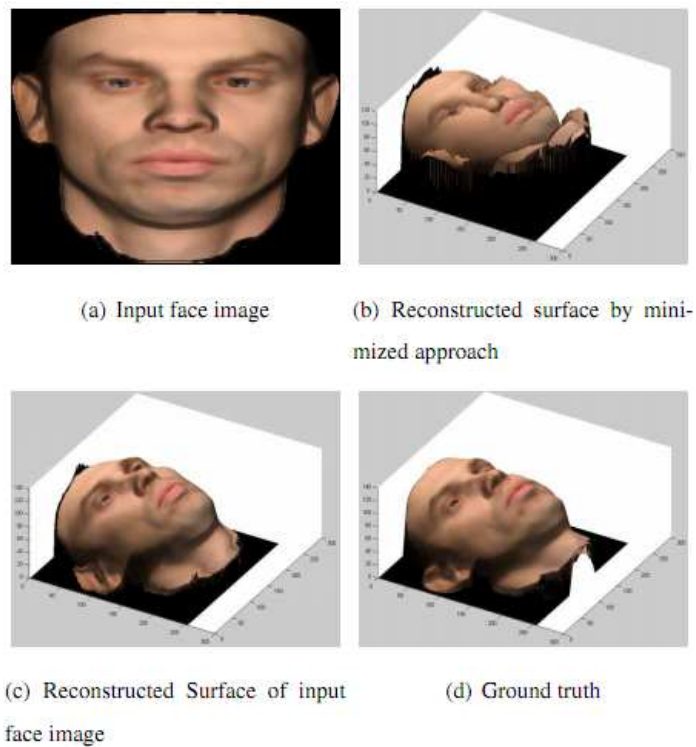 (a) Input face image
(b) Reconstructed surface by mini-
mized approach
(c) Reconstructed Surface of input
face image
(d) Ground truth